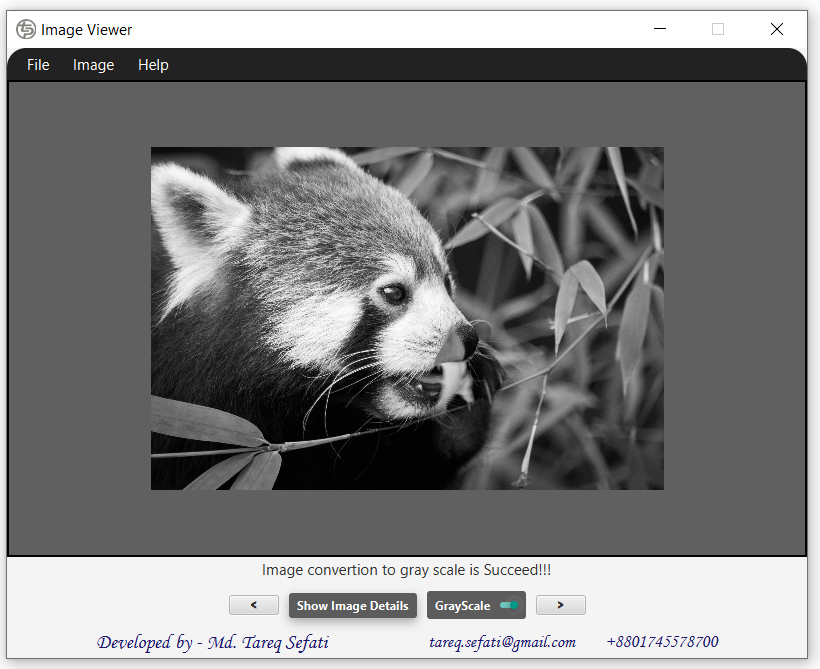 Image Viewer
File Image Help
Image convertion to gray scale is Succeed!!!
< Show Image Details GrayScale >
Developed by - Md. Tareq Sefati tareq.sefati@gmail.com +8801745578700